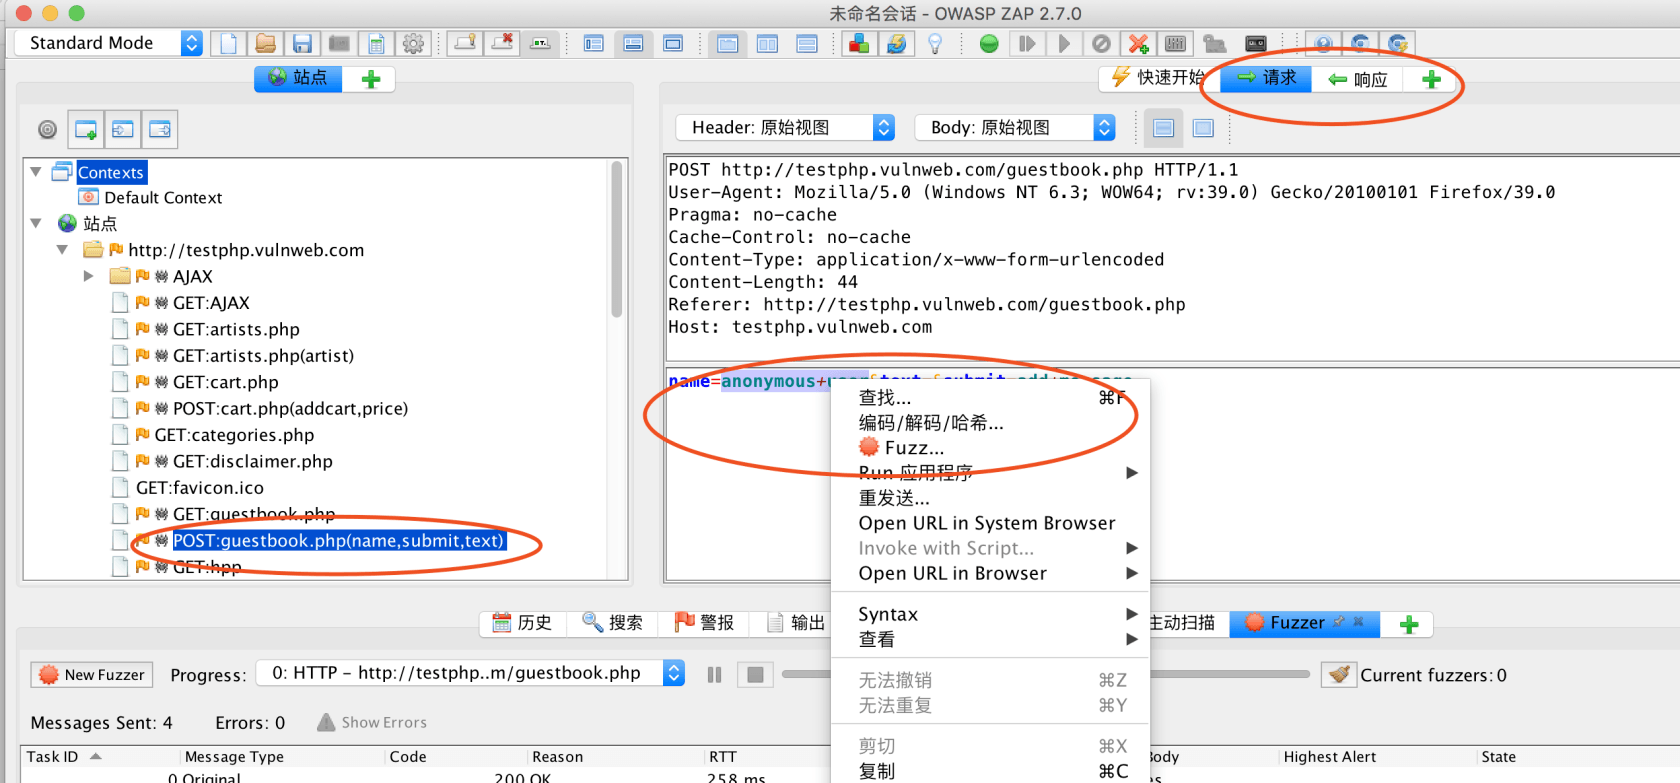 未命名会话 - OWASP ZAP 2.7.0
Standard Mode
站点
快速开始
请求
响应
Header: 原始视图
Body: 原始视图
Contexts
Default Context
站点
http://testphp.vulnweb.com
AJAX
GET:AJAX
GET:artists.php
GET:artists.php(artist)
GET:cart.php
POST:cart.php(addcart,price)
GET:categories.php
GET:disclaimer.php
GET:favicon.ico
GET:guestbook.php
POST:guestbook.php(name,submit,text)
GET:hpp
POST http://testphp.vulnweb.com/guestbook.php HTTP/1.1
User-Agent: Mozilla/5.0 (Windows NT 6.3; WOW64; rv:39.0) Gecko/20100101 Firefox/39.0
Pragma: no-cache
Cache-Control: no-cache
Content-Type: application/x-www-form-urlencoded
Content-Length: 44
Referer: http://testphp.vulnweb.com/guestbook.php
Host: testphp.vulnweb.com
name=anonymous+user&text=&submit=add+message
查找... ⌘F
编码/解码/哈希...
Fuzz...
Run 应用程序
重发送...
Open URL in System Browser
Invoke with Script...
Open URL in Browser
Syntax
查看
无法撤销 ⌘Z
无法重复 ⌘Y
剪切 ⌘X
复制 ⌘C
历史
搜索
警报
输出
主动扫描
Fuzzer
New Fuzzer
Progress:
0: HTTP - http://testphp..m/guestbook.php
Current fuzzers:0
Messages Sent: 4
Errors: 0
Show Errors
Task ID
Message Type
Code
Reason
RTT
Body
Highest Alert
State
0 Original
200 OK
258 ms